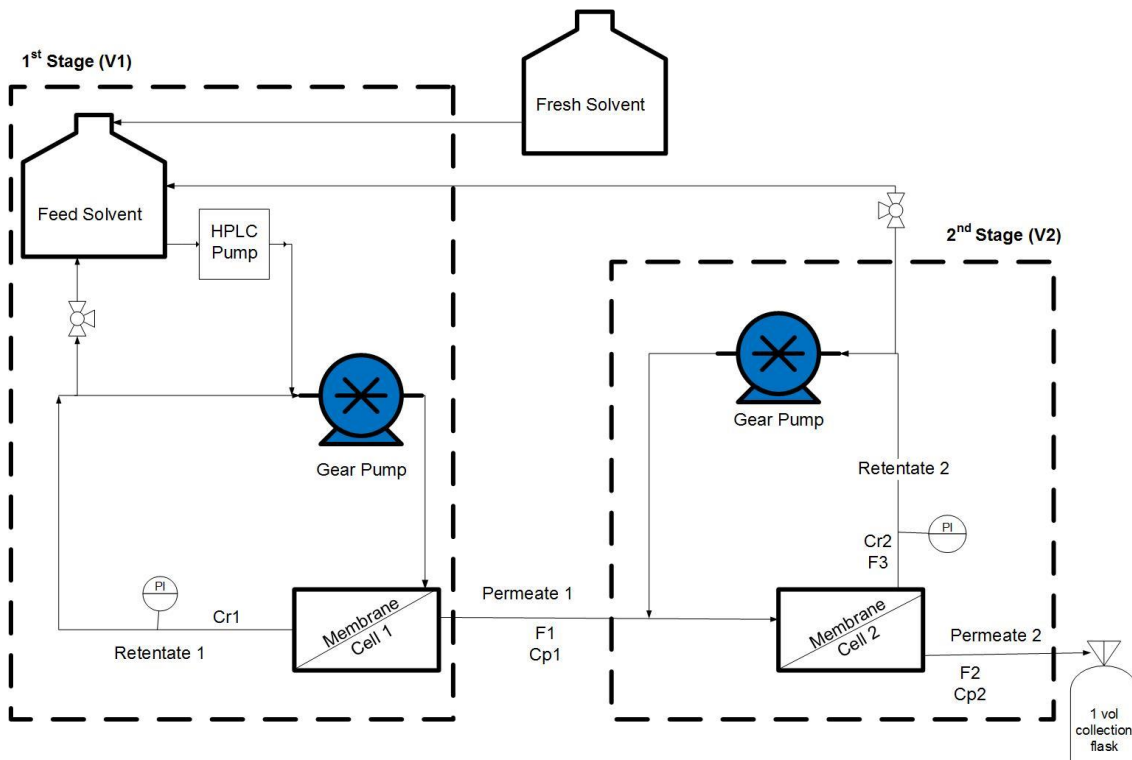 1st Stage (V1)
Fresh Solvent
Feed Solvent
HPLC
Pump
2nd Stage (V2)
Gear Pump
Gear Pump
Retentate 2
PI
Cr2
F3
PI
Cr1
Retentate 1
Membrane
Cell 1
Permeate 1
F1
Cp1
Membrane
Cell 2
Permeate 2
F2
Cp2
1 vol
collection
flask